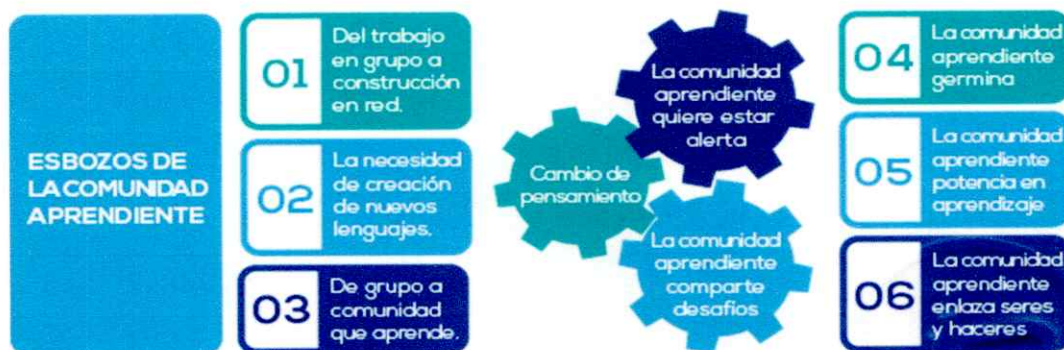 ESBOZOS DE
LA COMUNIDAD
APRENDIENTE
01
Del trabajo
en grupo a
construcción
en red.
02
La necesidad
de creación
de nuevos
lenguajes.
03
De grupo a
comunidad
que aprende.
Cambio de
pensamiento
La comunidad
aprendiente
quiere estar
alerta
La comunidad
aprendiente
comparte
desafíos
04
La comunidad
aprendiente
germina
05
La comunidad
aprendiente
potencia en
aprendizaje
06
La comunidad
aprendiente
enlaza seres
y haceres